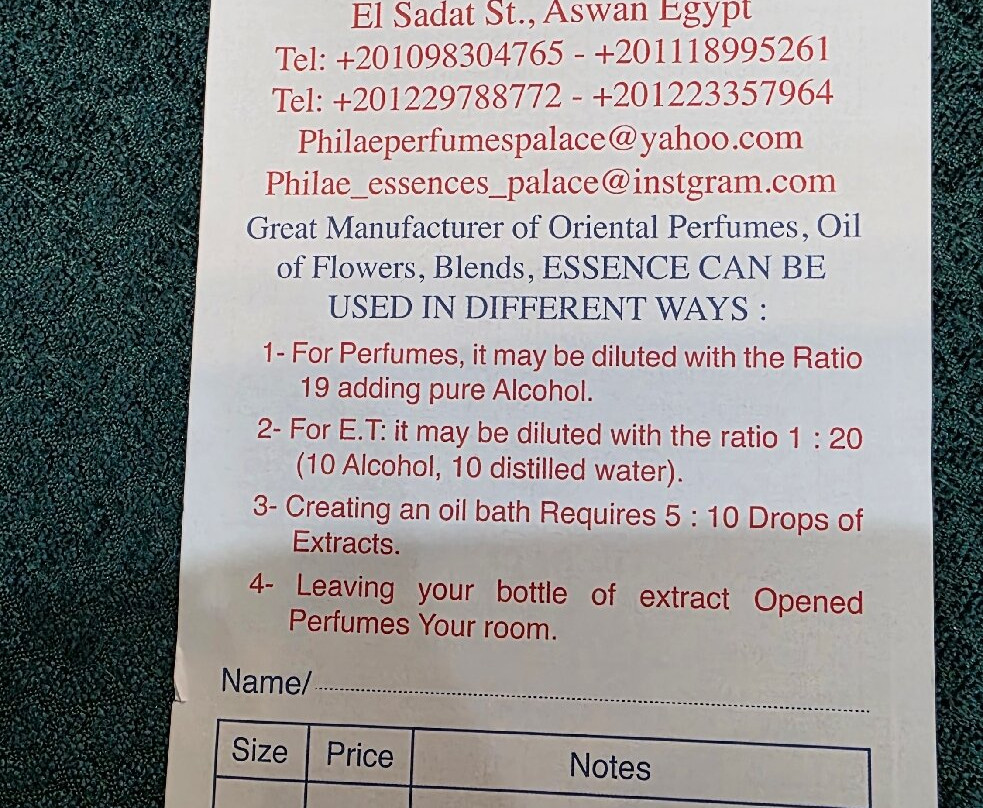 El Sadat St., Aswan Egypt
Tel: +201098304765 - +201118995261
Tel: +201229788772 - +201223357964
Philaeperfumespalace@yahoo.com
Philae_essences_palace@instgram.com
Great Manufacturer of Oriental Perfumes, Oil
of Flowers, Blends, ESSENCE CAN BE
USED IN DIFFERENT WAYS :
1- For Perfumes, it may be diluted with the Ratio
19 adding pure Alcohol.
2- For E.T: it may be diluted with the ratio 1 : 20
(10 Alcohol, 10 distilled water).
3- Creating an oil bath Requires 5 : 10 Drops of
Extracts.
4- Leaving your bottle of extract Opened
Perfumes Your room.
Name/
Size Price Notes